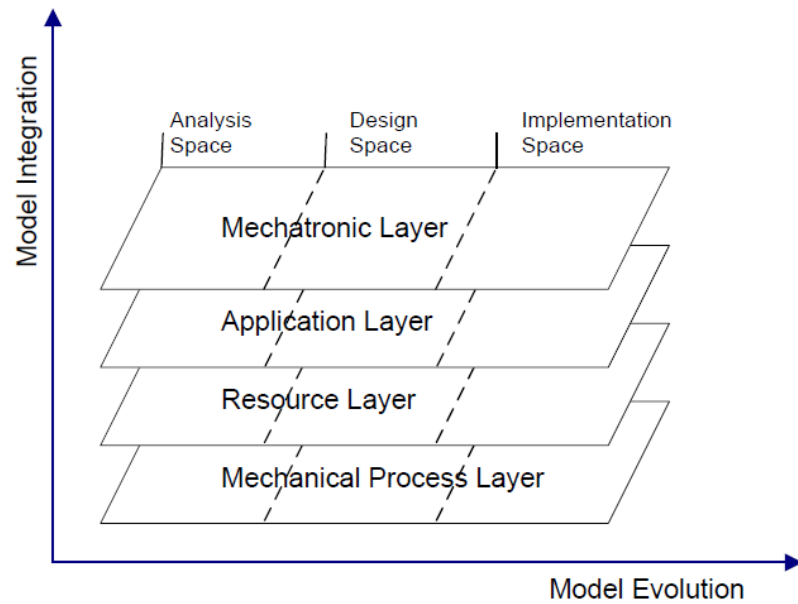 Model Integration
Analysis
Space
Design
Space
Implementation
Space
Mechatronic Layer
Application Layer
Resource Layer
Mechanical Process Layer
Model Evolution